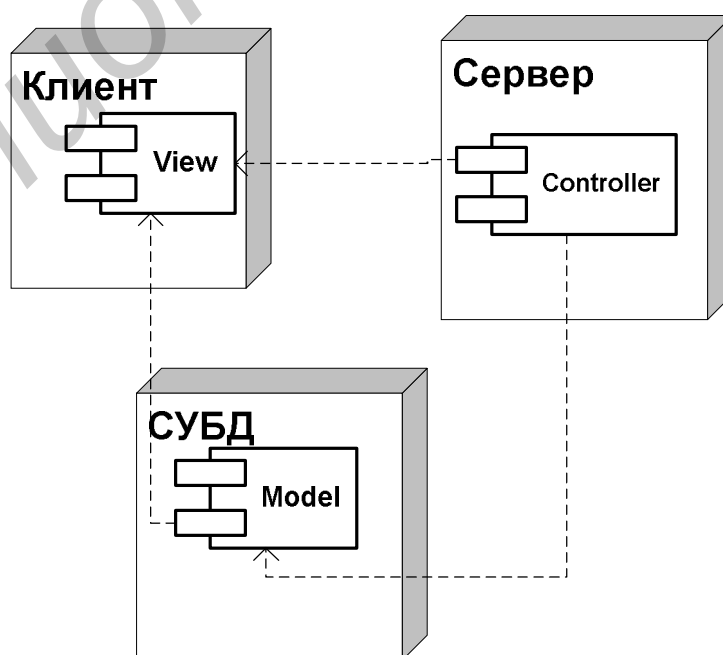 Клиент
View
Сервер
Controller
СУБД
Model